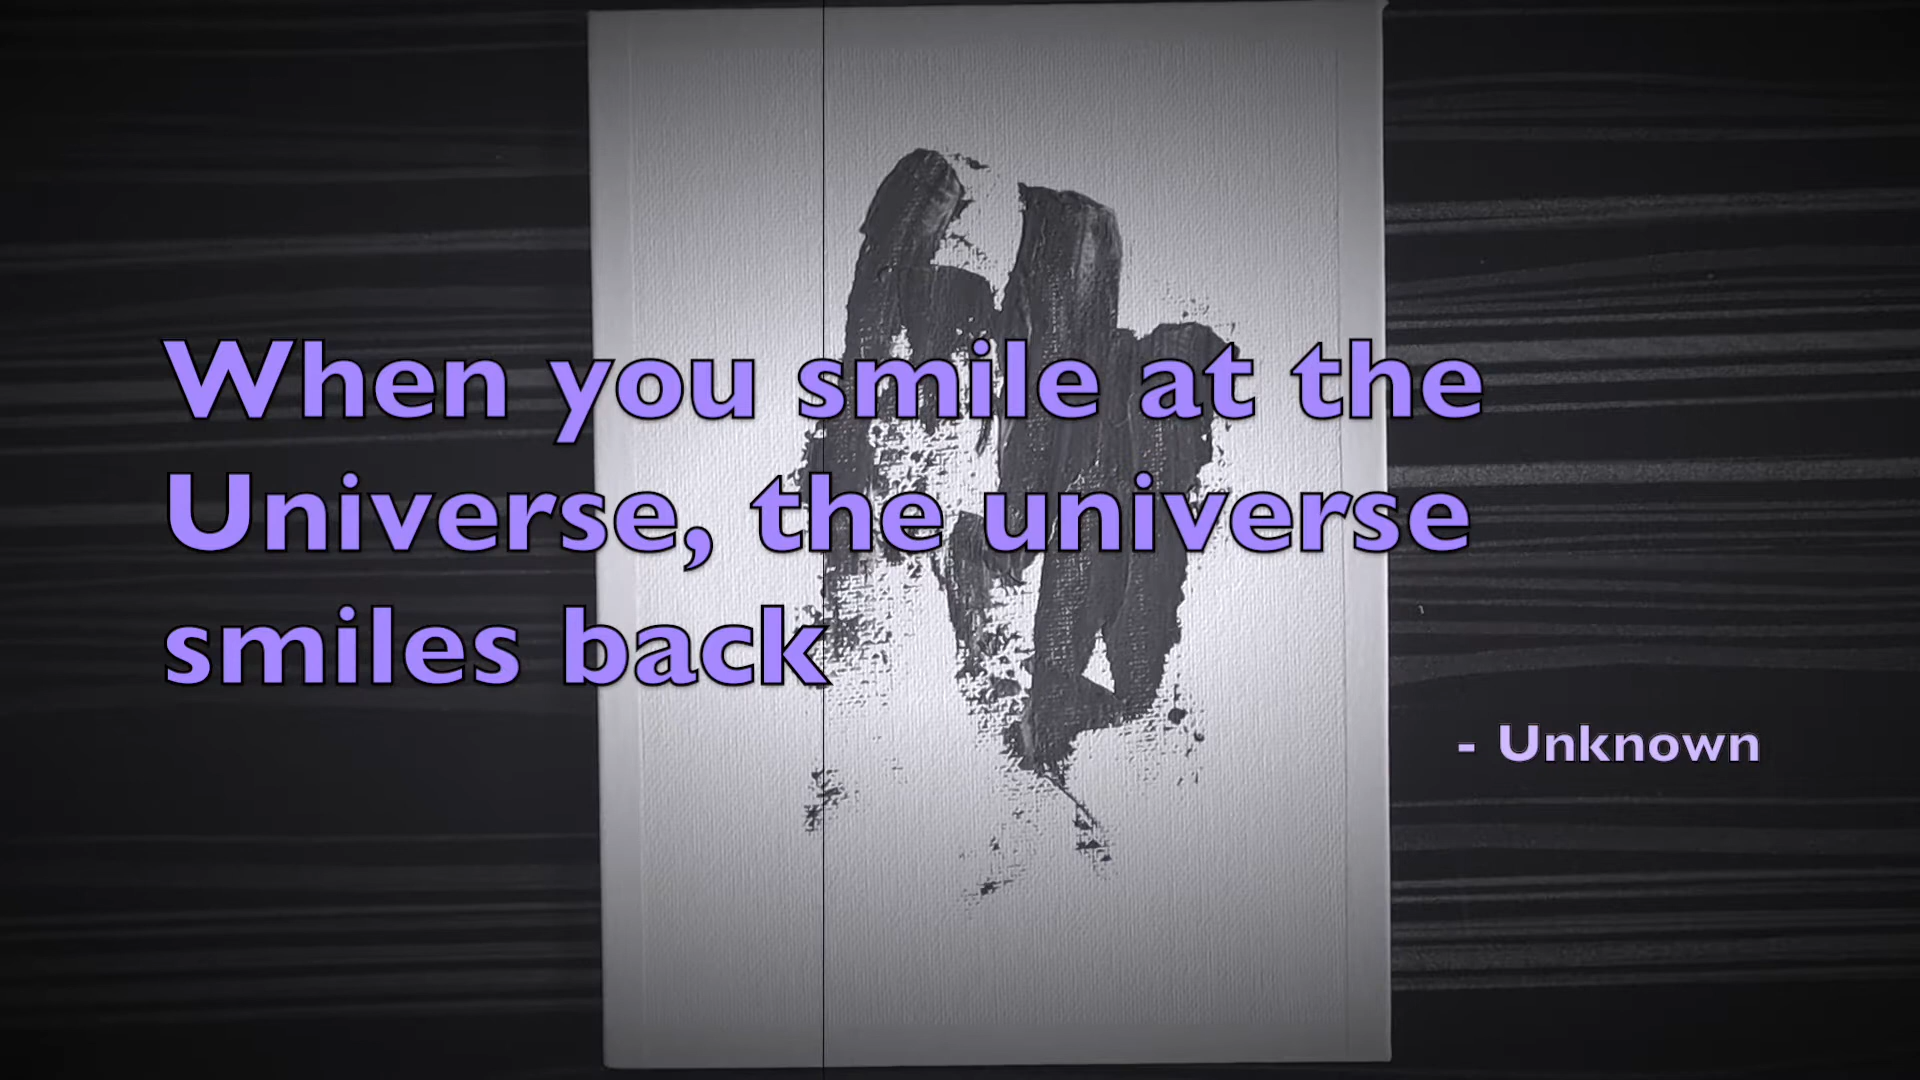 When you smile at the
Universe, the universe
smiles back
- Unknown